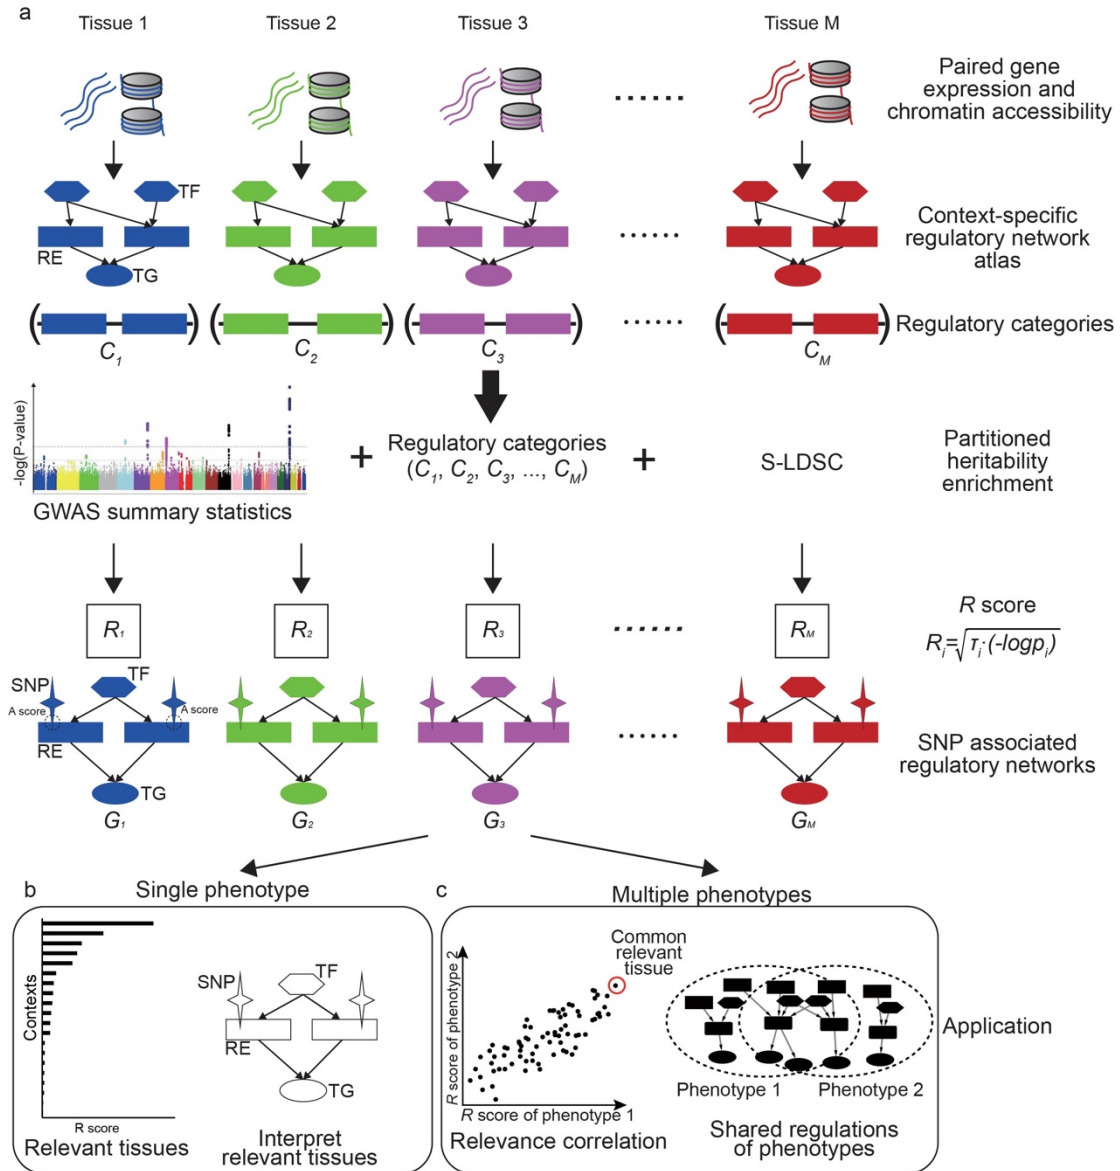 a
Tissue 1
Tissue 2
Tissue 3
Tissue M
Paired gene
expression and
chromatin accessibility
......
TF
RE
TG
......
Context-specific
regulatory network
atlas
( ) ( ) ( ) ...... ( )
C1
C2
C3
CM
Regulatory categories
-log(P-value)
GWAS summary statistics
+
Regulatory categories
(C1, C2, C3, ..., CM)
+
S-LDSC
Partitioned
heritability
enrichment
R1
R2
R3
......
RM
R score
Ri=√τi·(-logpi)
SNP
TF
A score
A score
RE
TG
......
SNP associated
regulatory networks
G1
G2
G3
GM
b
Single phenotype
Contexts
R score
Relevant tissues
SNP
TF
RE
TG
Interpret
relevant tissues
c
Multiple phenotypes
R score of phenotype 2
Common
relevant
tissue
R score of phenotype 1
Relevance correlation
Phenotype 1
Phenotype 2
Shared regulations
of phenotypes
Application